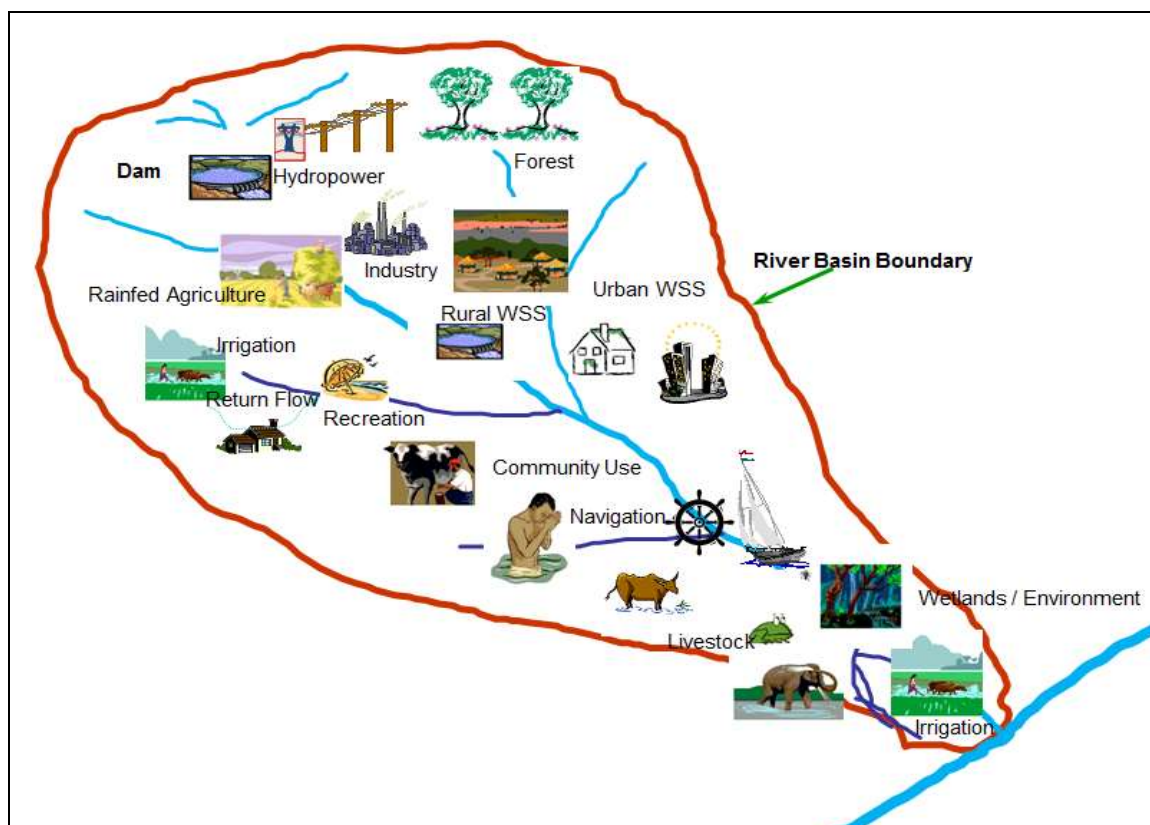 Forest
Dam
Hydropower
River Basin Boundary
Industry
Urban WSS
Rainfed Agriculture
Rural WSS
Irrigation
Return Flow
Recreation
Community Use
Navigation
Wetlands / Environment
Livestock
Irrigation